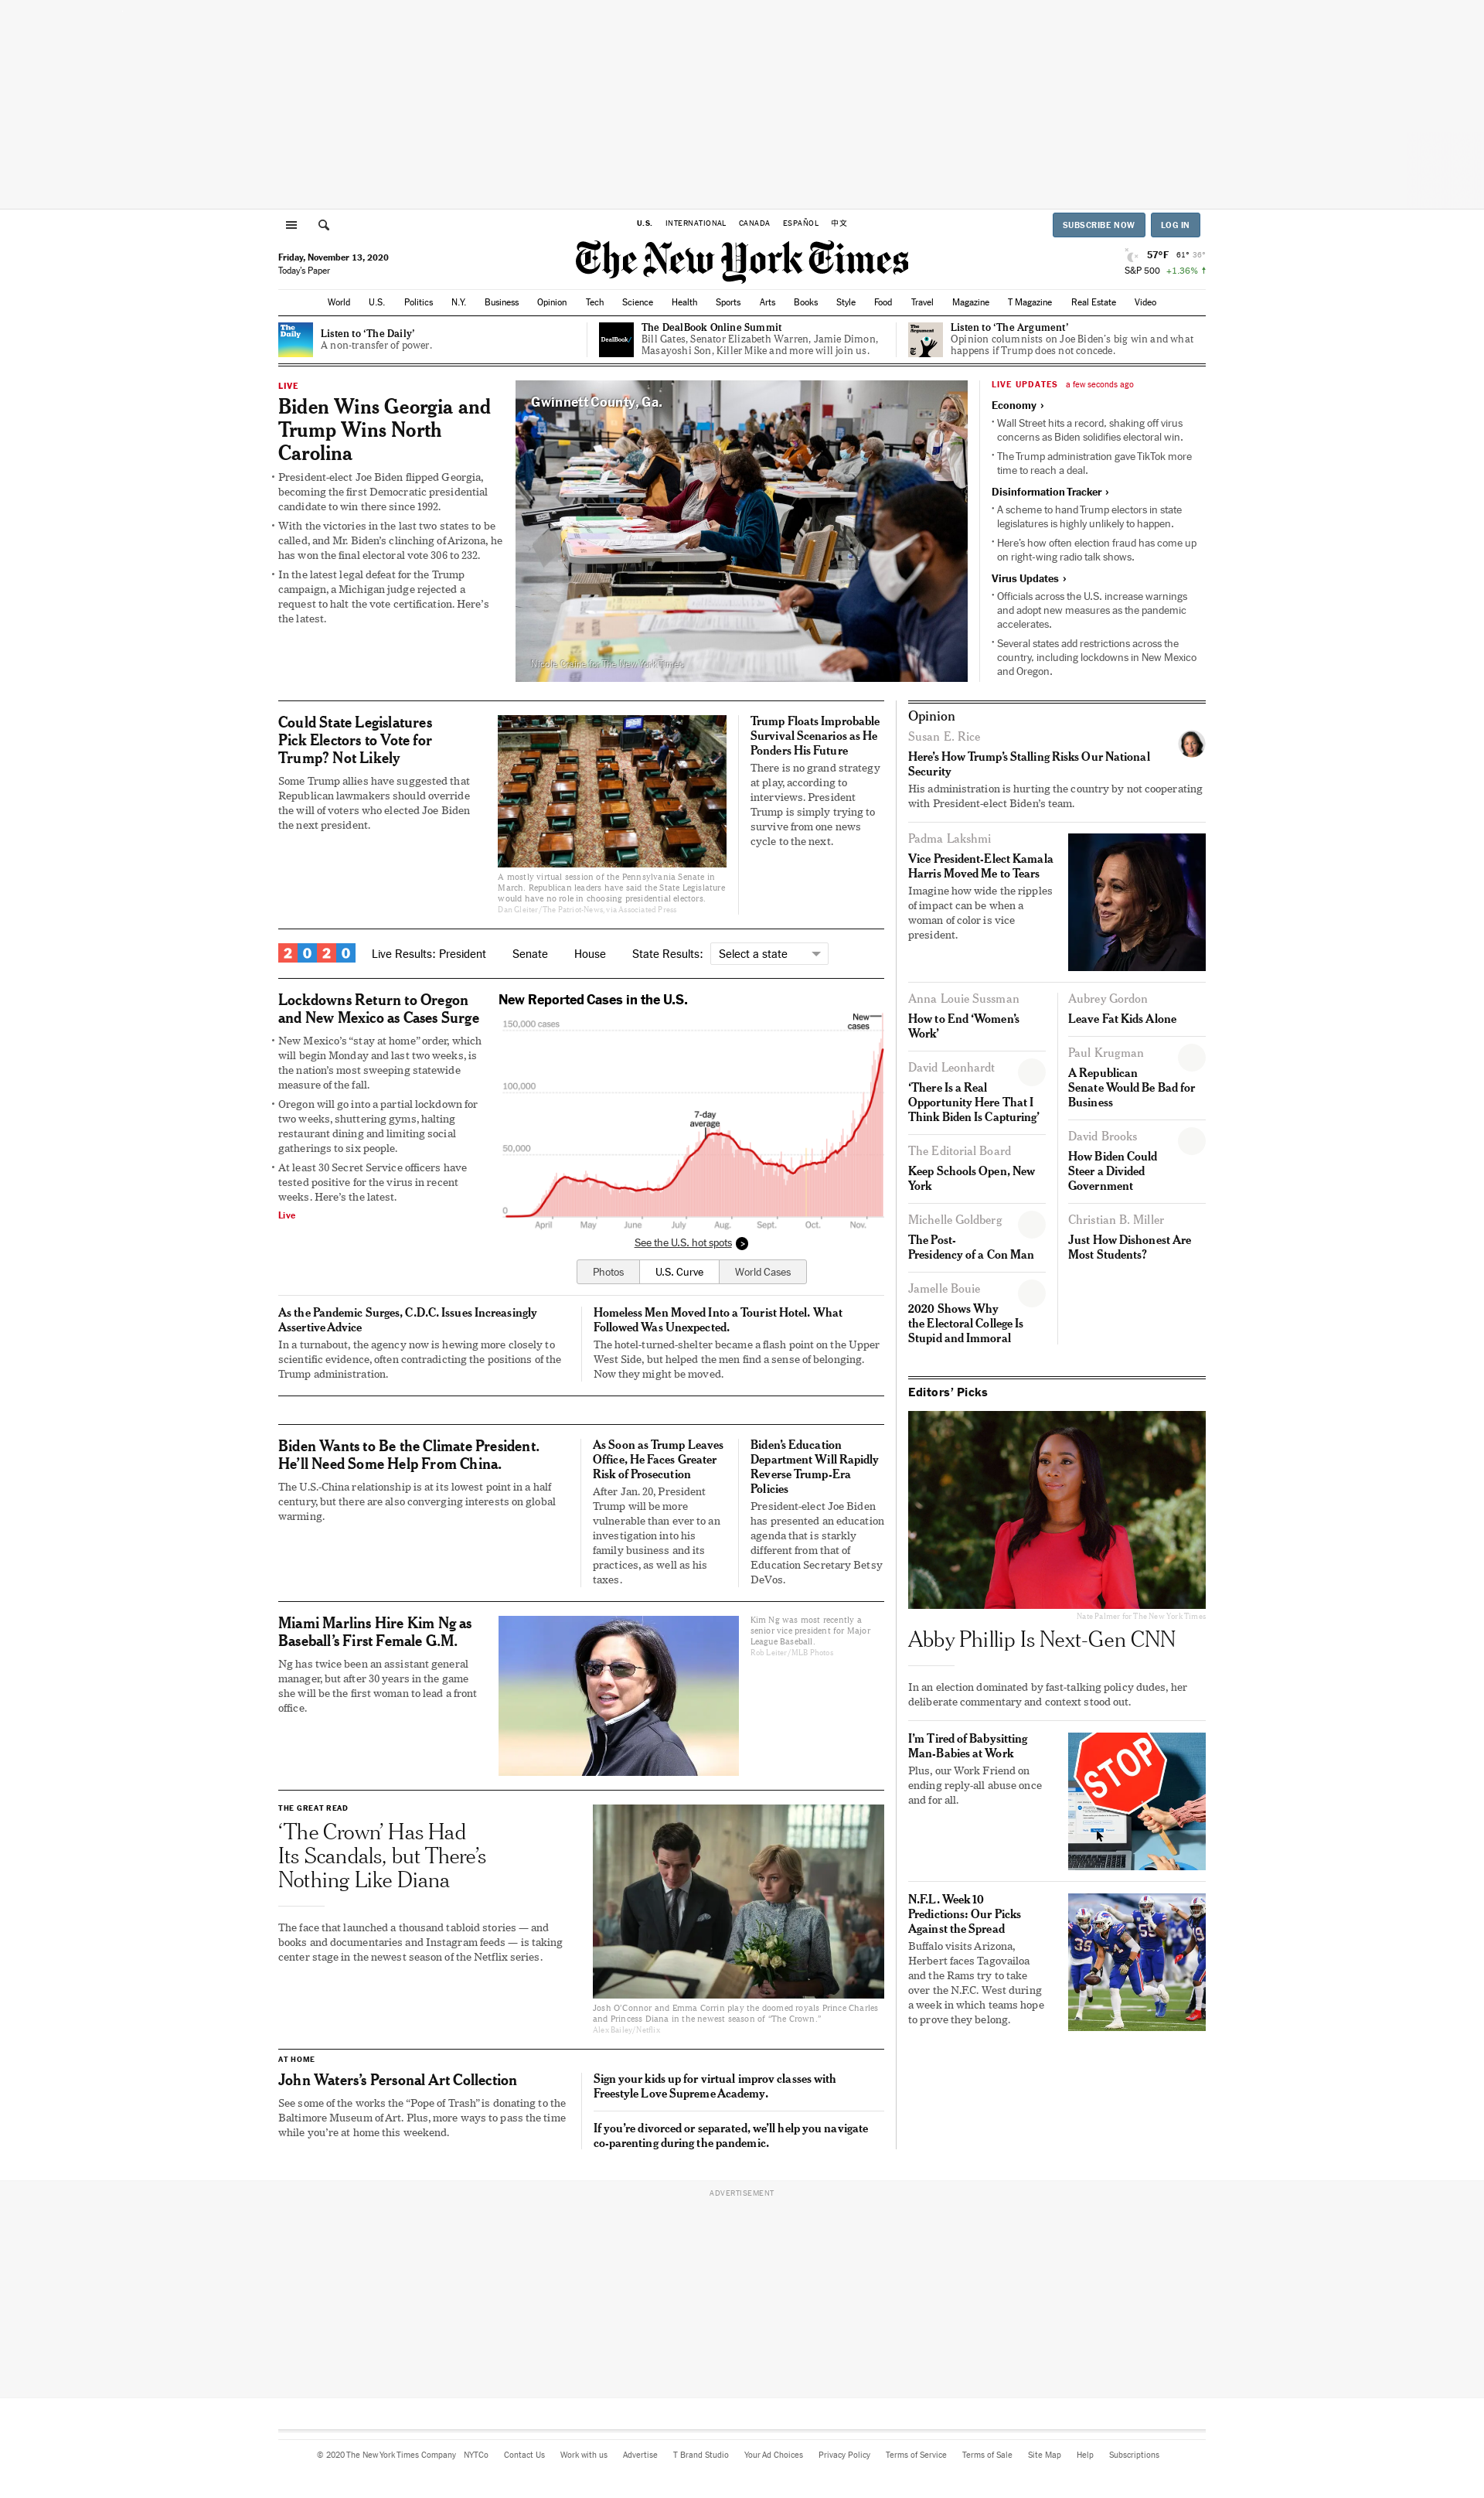 U.S. INTERNATIONAL CANADA ESPAÑOL 中文
SUBSCRIBE NOW LOG IN
Friday, November 13, 2020
Today's Paper
The New York Times
57°F 61° 36°
S&P 500 +1.36% ↑
World U.S. Politics N.Y. Business Opinion Tech Science Health Sports Arts Books Style Food Travel Magazine T Magazine Real Estate Video
The
Daily
Listen to ‘The Daily’
A non-transfer of power.
DealBook/
The DealBook Online Summit
Bill Gates, Senator Elizabeth Warren, Jamie Dimon,
Masayoshi Son, Killer Mike and more will join us.
The
Argument
Listen to ‘The Argument’
Opinion columnists on Joe Biden’s big win and what
happens if Trump does not concede.
LIVE
Biden Wins Georgia and
Trump Wins North
Carolina
• President-elect Joe Biden flipped Georgia,
becoming the first Democratic presidential
candidate to win there since 1992.
• With the victories in the last two states to be
called, and Mr. Biden’s clinching of Arizona, he
has won the final electoral vote 306 to 232.
• In the latest legal defeat for the Trump
campaign, a Michigan judge rejected a
request to halt the vote certification. Here’s
the latest.
Gwinnett County, Ga.
Nicole Craine for The New York Times
LIVE UPDATES a few seconds ago
Economy ›
• Wall Street hits a record, shaking off virus
concerns as Biden solidifies electoral win.
• The Trump administration gave TikTok more
time to reach a deal.
Disinformation Tracker ›
• A scheme to hand Trump electors in state
legislatures is highly unlikely to happen.
• Here’s how often election fraud has come up
on right-wing radio talk shows.
Virus Updates ›
• Officials across the U.S. increase warnings
and adopt new measures as the pandemic
accelerates.
• Several states add restrictions across the
country, including lockdowns in New Mexico
and Oregon.
Could State Legislatures
Pick Electors to Vote for
Trump? Not Likely
Some Trump allies have suggested that
Republican lawmakers should override
the will of voters who elected Joe Biden
the next president.
A mostly virtual session of the Pennsylvania Senate in
March. Republican leaders have said the State Legislature
would have no role in choosing presidential electors.
Dan Gleiter/The Patriot-News, via Associated Press
Trump Floats Improbable
Survival Scenarios as He
Ponders His Future
There is no grand strategy
at play, according to
interviews. President
Trump is simply trying to
survive from one news
cycle to the next.
2020 Live Results: President Senate House State Results: Select a state
Lockdowns Return to Oregon
and New Mexico as Cases Surge
• New Mexico’s “stay at home” order, which
will begin Monday and last two weeks, is
the nation’s most sweeping statewide
measure of the fall.
• Oregon will go into a partial lockdown for
two weeks, shuttering gyms, halting
restaurant dining and limiting social
gatherings to six people.
• At least 30 Secret Service officers have
tested positive for the virus in recent
weeks. Here’s the latest.
Live
New Reported Cases in the U.S.
150,000 cases
New
cases
100,000
7-day
average
50,000
0
April May June July Aug. Sept. Oct. Nov.
See the U.S. hot spots >
Photos U.S. Curve World Cases
As the Pandemic Surges, C.D.C. Issues Increasingly
Assertive Advice
In a turnabout, the agency now is hewing more closely to
scientific evidence, often contradicting the positions of the
Trump administration.
Homeless Men Moved Into a Tourist Hotel. What
Followed Was Unexpected.
The hotel-turned-shelter became a flash point on the Upper
West Side, but helped the men find a sense of belonging.
Now they might be moved.
Biden Wants to Be the Climate President.
He’ll Need Some Help From China.
The U.S.-China relationship is at its lowest point in a half
century, but there are also converging interests on global
warming.
As Soon as Trump Leaves
Office, He Faces Greater
Risk of Prosecution
After Jan. 20, President
Trump will be more
vulnerable than ever to an
investigation into his
family business and its
practices, as well as his
taxes.
Biden’s Education
Department Will Rapidly
Reverse Trump-Era
Policies
President-elect Joe Biden
has presented an education
agenda that is starkly
different from that of
Education Secretary Betsy
DeVos.
Miami Marlins Hire Kim Ng as
Baseball’s First Female G.M.
Ng has twice been an assistant general
manager, but after 30 years in the game
she will be the first woman to lead a front
office.
Kim Ng was most recently a
senior vice president for Major
League Baseball.
Rob Leiter/MLB Photos
THE GREAT READ
‘The Crown’ Has Had
Its Scandals, but There’s
Nothing Like Diana
The face that launched a thousand tabloid stories — and
books and documentaries and Instagram feeds — is taking
center stage in the newest season of the Netflix series.
Josh O’Connor and Emma Corrin play the doomed royals Prince Charles
and Princess Diana in the newest season of “The Crown.”
Alex Bailey/Netflix
AT HOME
John Waters’s Personal Art Collection
See some of the works the “Pope of Trash” is donating to the
Baltimore Museum of Art. Plus, more ways to pass the time
while you’re at home this weekend.
Sign your kids up for virtual improv classes with
Freestyle Love Supreme Academy.
If you’re divorced or separated, we’ll help you navigate
co-parenting during the pandemic.
Opinion
Susan E. Rice
Here’s How Trump’s Stalling Risks Our National
Security
His administration is hurting the country by not cooperating
with President-elect Biden’s team.
Padma Lakshmi
Vice President-Elect Kamala
Harris Moved Me to Tears
Imagine how wide the ripples
of impact can be when a
woman of color is vice
president.
Anna Louie Sussman
How to End ‘Women’s
Work’
David Leonhardt
‘There Is a Real
Opportunity Here That I
Think Biden Is Capturing’
The Editorial Board
Keep Schools Open, New
York
Michelle Goldberg
The Post-
Presidency of a Con Man
Jamelle Bouie
2020 Shows Why
the Electoral College Is
Stupid and Immoral
Aubrey Gordon
Leave Fat Kids Alone
Paul Krugman
A Republican
Senate Would Be Bad for
Business
David Brooks
How Biden Could
Steer a Divided
Government
Christian B. Miller
Just How Dishonest Are
Most Students?
Editors’ Picks
Nate Palmer for The New York Times
Abby Phillip Is Next-Gen CNN
In an election dominated by fast-talking policy dudes, her
deliberate commentary and context stood out.
I’m Tired of Babysitting
Man-Babies at Work
Plus, our Work Friend on
ending reply-all abuse once
and for all.
STOP
N.F.L. Week 10
Predictions: Our Picks
Against the Spread
Buffalo visits Arizona,
Herbert faces Tagovailoa
and the Rams try to take
over the N.F.C. West during
a week in which teams hope
to prove they belong.
ADVERTISEMENT
© 2020 The New York Times Company NYTCo Contact Us Work with us Advertise T Brand Studio Your Ad Choices Privacy Policy Terms of Service Terms of Sale Site Map Help Subscriptions